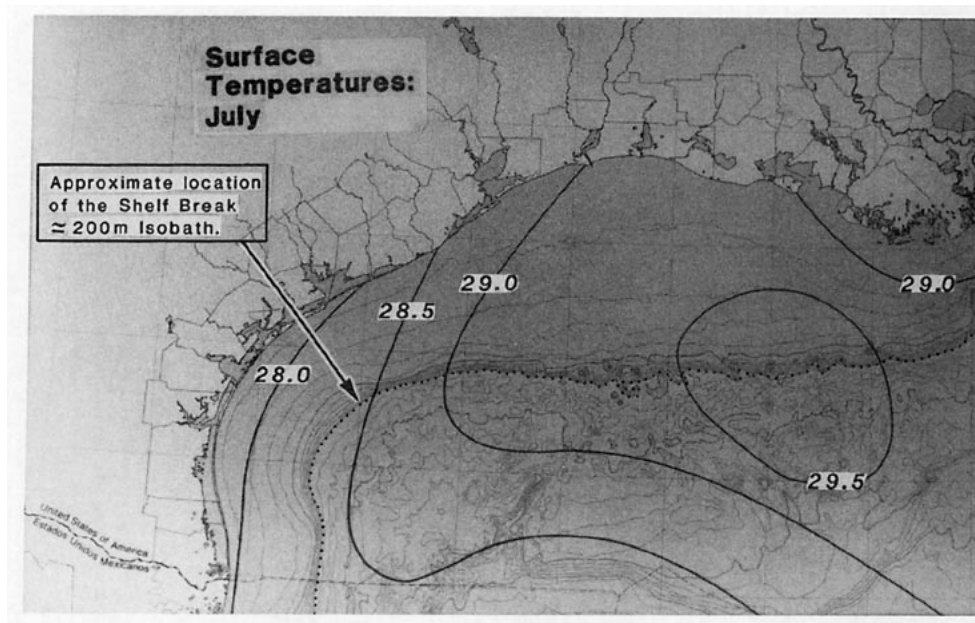 Surface
Temperatures:
July
Approximate location
of the Shelf Break
≃ 200m Isobath.
29.0
28.5
29.0
28.0
29.5
United States of America
Estados Unidos Mexicanos